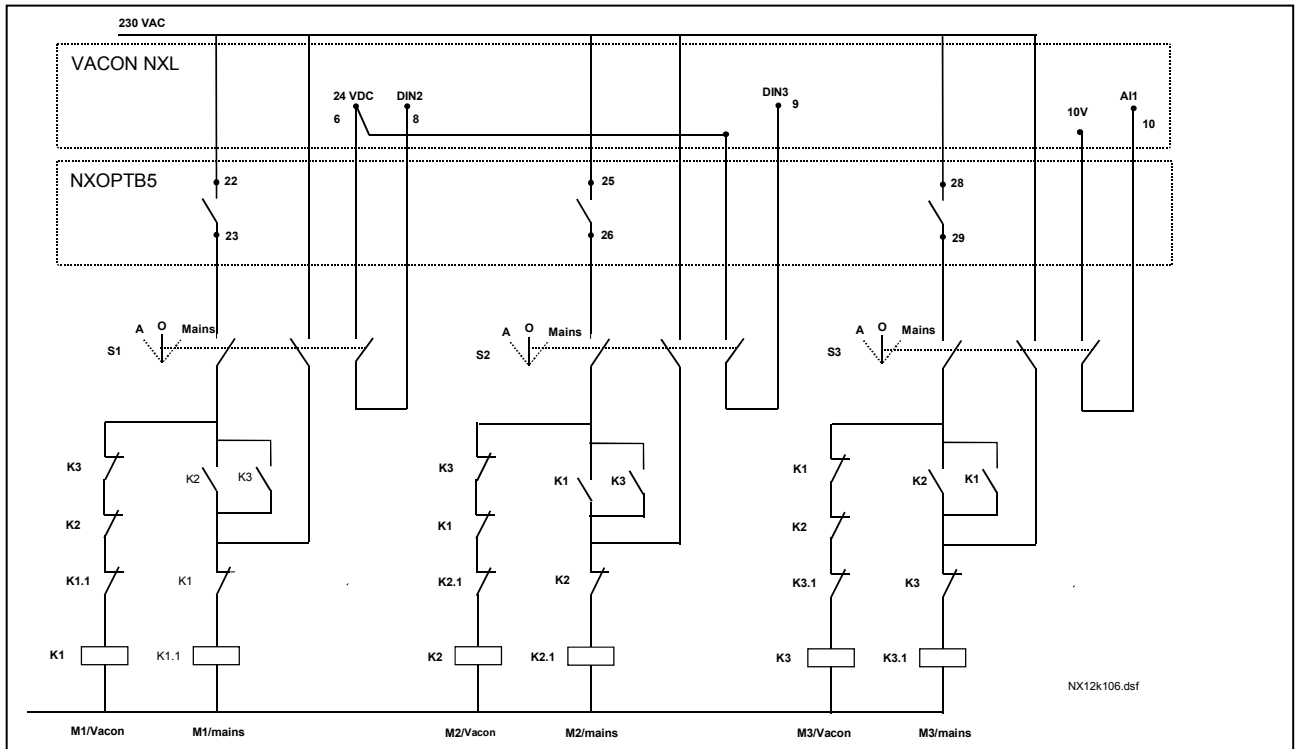 230 VAC
VACON NXL
24 VDC DIN2 DIN3 AI1
6 8 9 10V 10
NXOPTB5
22 25 28
23 26 29
A O Mains A O Mains A O Mains
S1 S2 S3
K3 K2 K3 K3 K1 K3 K1 K2 K1
K2 K1 K2
K1.1 K1 K2.1 K2 K3.1 K3
K1 K1.1 K2 K2.1 K3 K3.1
NX12k106.dsf
M1/Vacon M1/mains M2/Vacon M2/mains M3/Vacon M3/mains